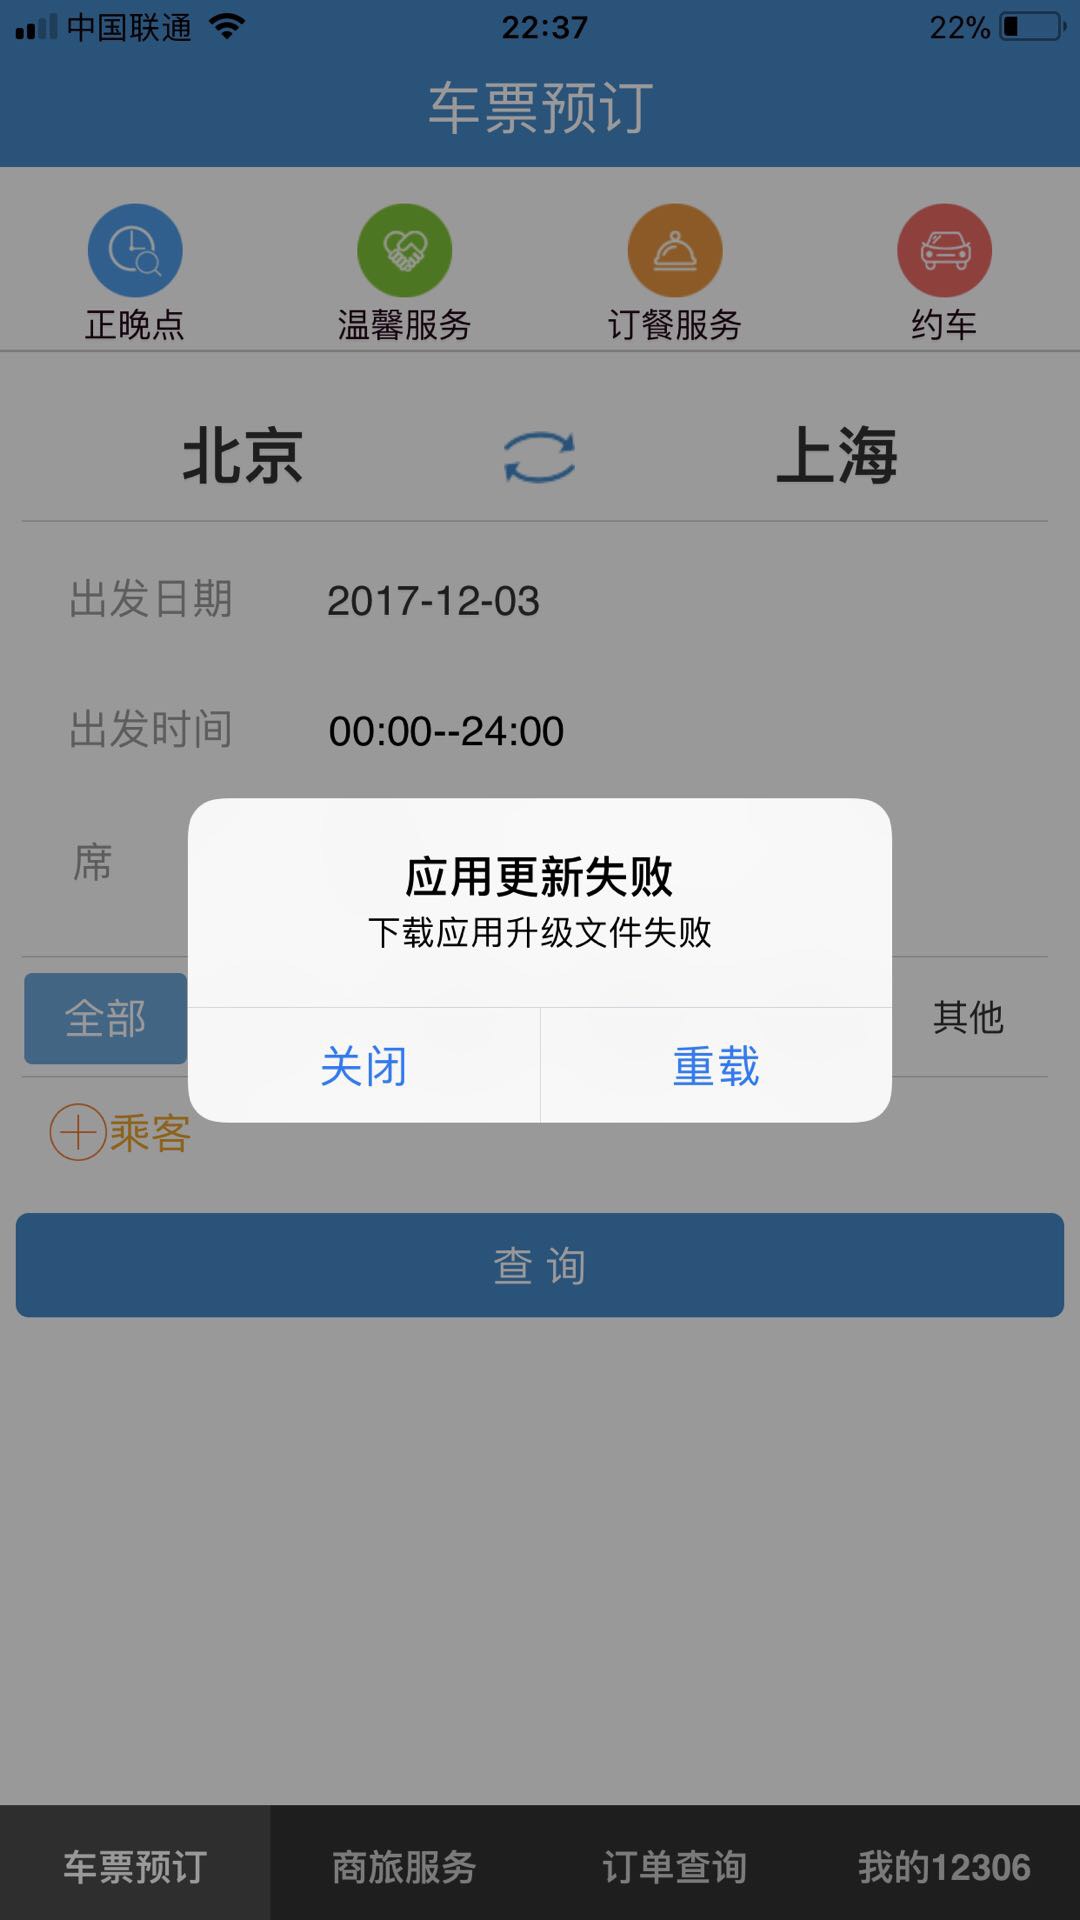 中国联通 22:37 22%
车票预订
正晚点 温馨服务 订餐服务 约车
北京 上海
出发日期 2017-12-03
出发时间 00:00--24:00
席
应用更新失败
下载应用升级文件失败
全部 其他
关闭 重载
乘客
查询
车票预订 商旅服务 订单查询 我的12306